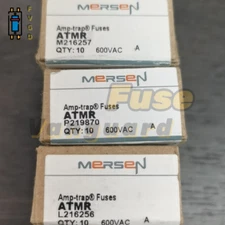 MERSEN
Amp-trap® Fuses
ATMR
M216257
QTY: 10 600VAC A
Fuse
MERSEN
Amp-trap® Fuses
ATMR
P219870
QTY: 10 600VAC A
Vanguard
MERSEN
Amp-trap® Fuses
ATMR
L216256
QTY: 10 600VAC A